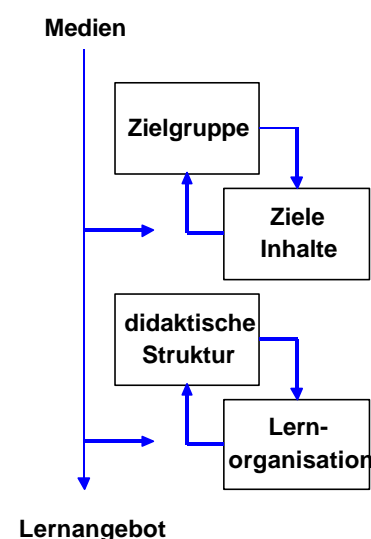 Medien
Zielgruppe
Ziele
Inhalte
didaktische
Struktur
Lern-
organisation
Lernangebot